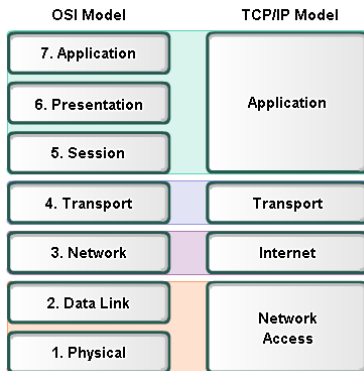 OSI Model
TCP/IP Model
7. Application
6. Presentation
5. Session
Application
4. Transport
Transport
3. Network
Internet
2. Data Link
1. Physical
Network
Access